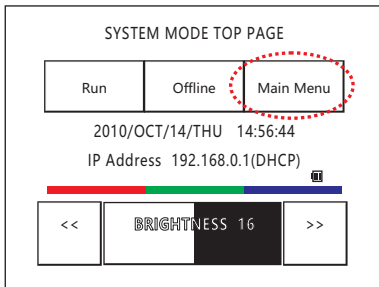 SYSTEM MODE TOP PAGE
Run Offline Main Menu
2010/OCT/14/THU 14:56:44
IP Address 192.168.0.1(DHCP)
<< BRIGHTNESS 16 >>